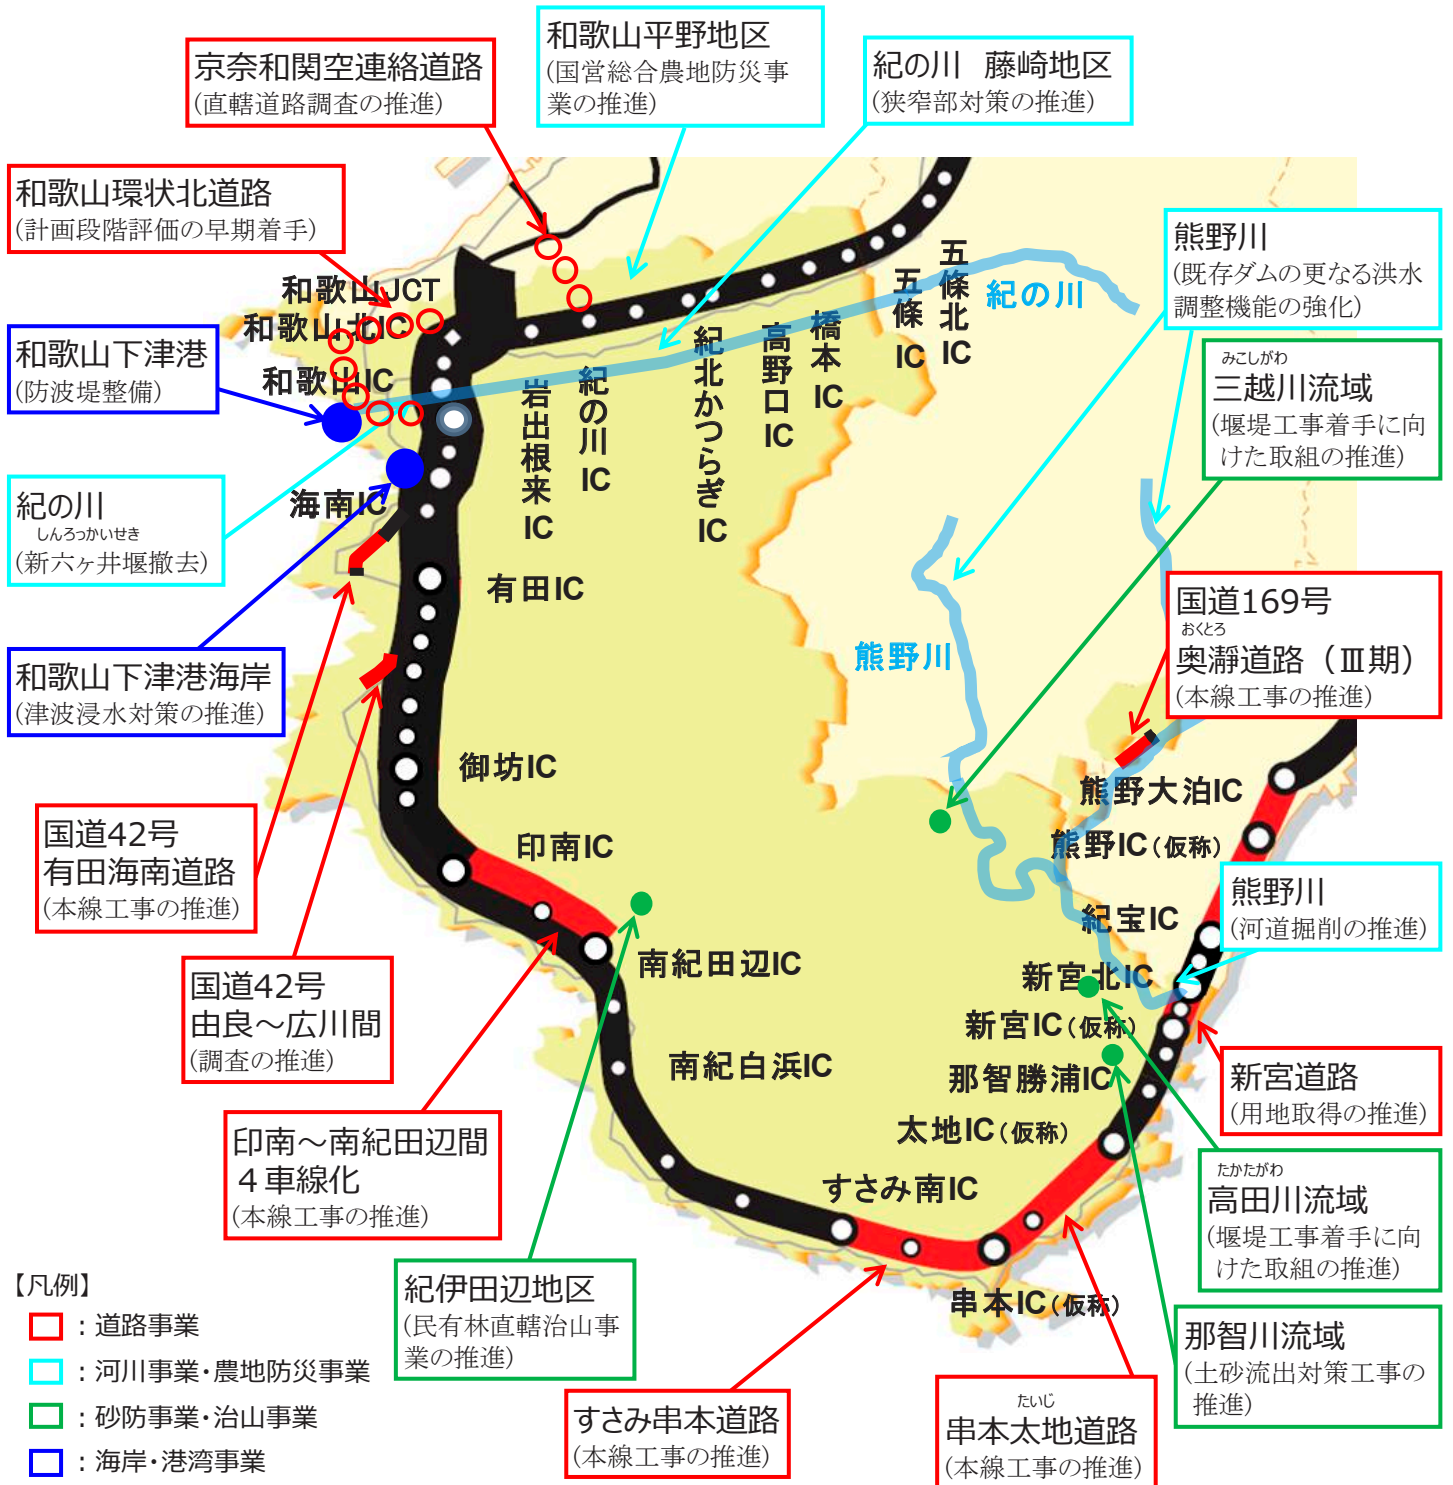 京奈和関空連絡道路
(直轄道路調査の推進)
和歌山平野地区
(国営総合農地防災事
業の推進)
紀の川 藤崎地区
(狭窄部対策の推進)
和歌山環状北道路
(計画段階評価の早期着手)
熊野川
(既存ダムの更なる洪水
調整機能の強化)
和歌山JCT
和歌山北IC
和歌山IC
和歌山下津港
(防波堤整備)
紀の川
五條北IC
五條IC
橋本IC
高野口IC
紀北かつらぎIC
紀の川IC
岩出根来IC
みこしがわ
三越川流域
(堰堤工事着手に向
けた取組の推進)
紀の川
しんろっかいせき
(新六ヶ井堰撤去)
海南IC
有田IC
国道169号
おくとろ
奥瀞道路（Ⅲ期）
(本線工事の推進)
熊野川
和歌山下津港海岸
(津波浸水対策の推進)
御坊IC
熊野大泊IC
熊野IC(仮称)
国道42号
有田海南道路
(本線工事の推進)
印南IC
紀宝IC
熊野川
(河道掘削の推進)
南紀田辺IC
新宮北IC
新宮IC(仮称)
国道42号
由良～広川間
(調査の推進)
南紀白浜IC
那智勝浦IC
太地IC(仮称)
新宮道路
(用地取得の推進)
印南～南紀田辺間
４車線化
(本線工事の推進)
すさみ南IC
たかたがわ
高田川流域
(堰堤工事着手に向
けた取組の推進)
紀伊田辺地区
(民有林直轄治山事
業の推進)
串本IC(仮称)
那智川流域
(土砂流出対策工事の
推進)
すさみ串本道路
(本線工事の推進)
たいじ
串本太地道路
(本線工事の推進)
【凡例】
：道路事業
：河川事業・農地防災事業
：砂防事業・治山事業
：海岸・港湾事業